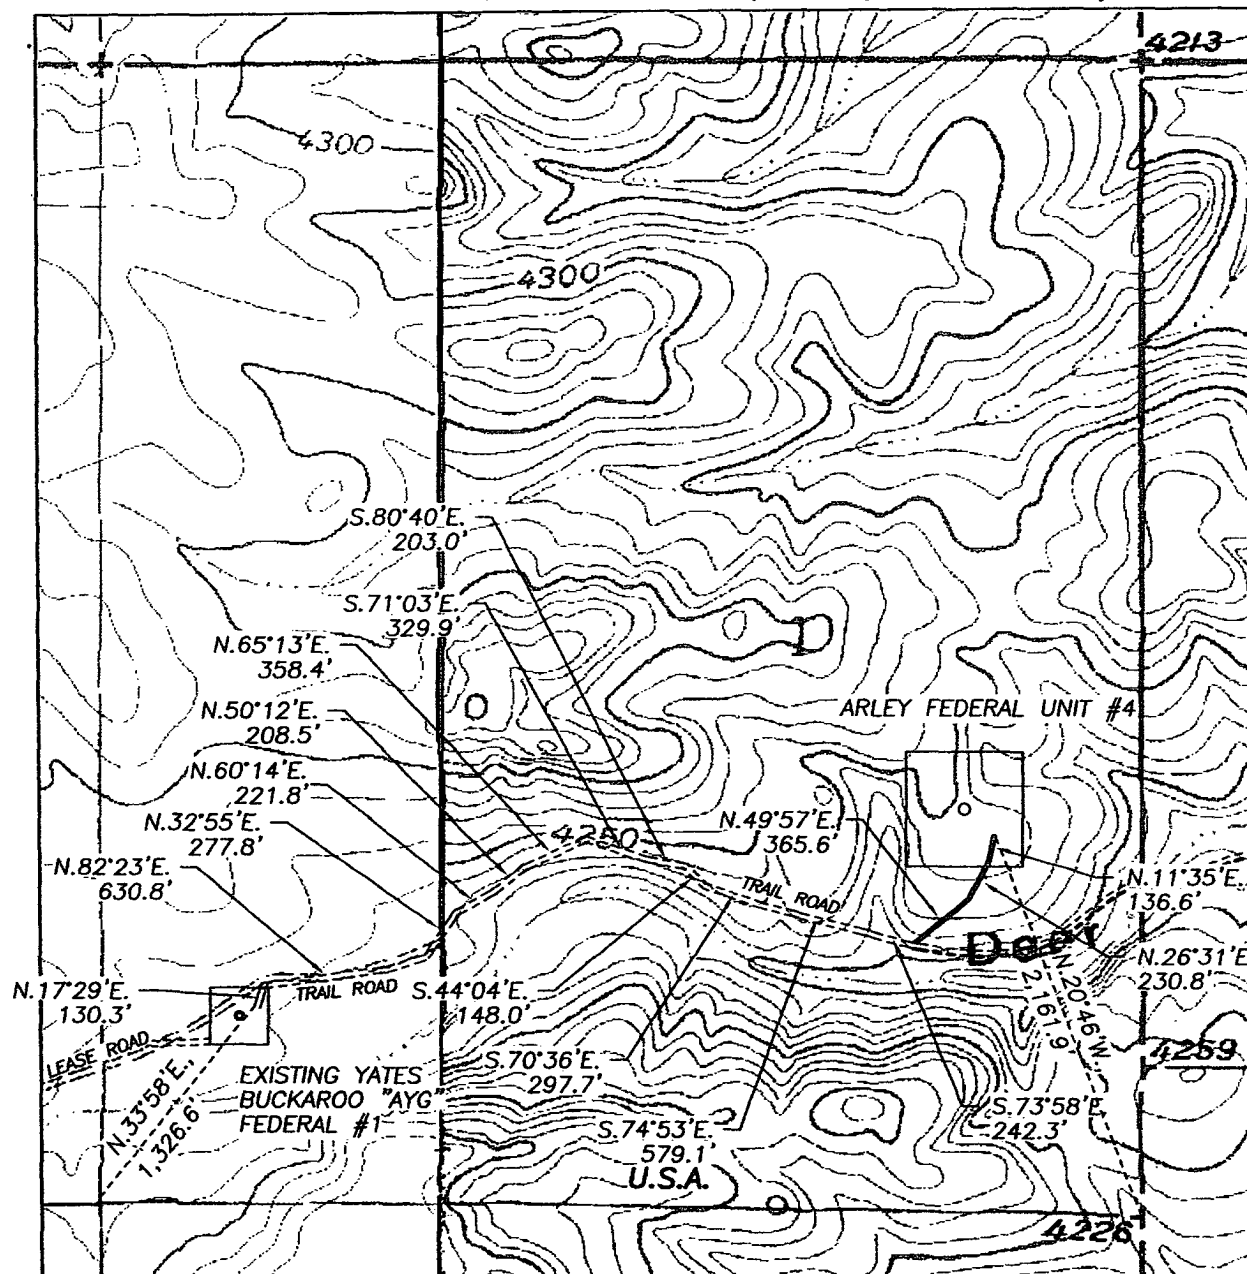 4213
4300
4300
S.80°40'E.
203.0'
S.71°03'E.
329.9'
N.65°13'E.
358.4'
N.50°12'E.
208.5'
ARLEY FEDERAL UNIT #4
N.60°14'E.
221.8'
N.32°55'E.
277.8'
4250
N.49°57'E.
365.6'
N.82°23'E.
630.8'
TRAIL ROAD
N.11°35'E.
136.6'
Deer
N.26°31'E
230.8'
N.17°29'E.
130.3'
TRAIL ROAD
S.44°04'E.
148.0'
N 20°46'W.
2,161.9'
LEASE ROAD
4259
S.70°36'E.
297.7'
EXISTING YATES
BUCKAROO "AYG"
FEDERAL #1
N.33°58'E.,
1,326.6'
S.74°53'E.
579.1'
S.73°58'E
242.3'
U.S.A.
4226